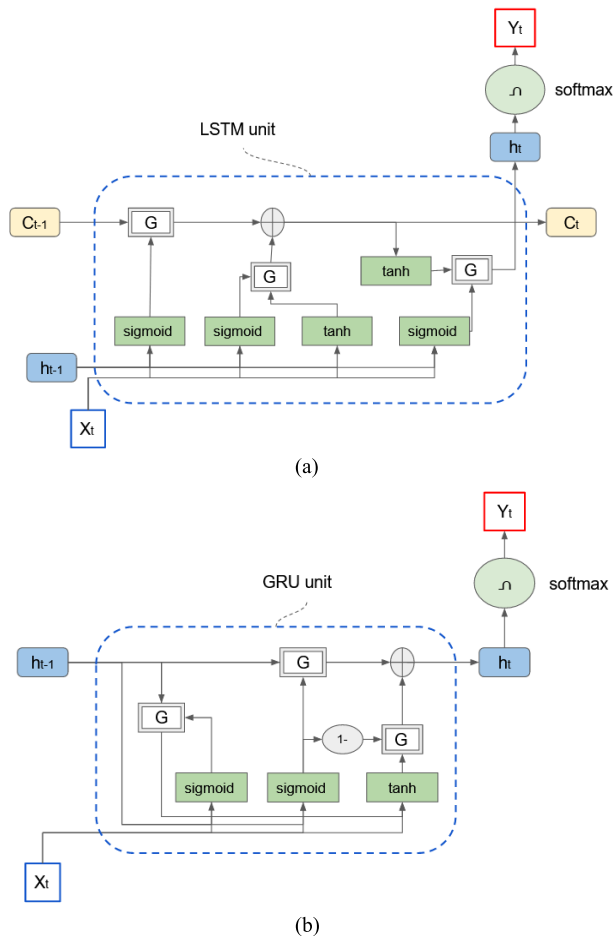 Yt
softmax
ht
LSTM unit
Ct-1
G
Ct
G
tanh
G
sigmoid
sigmoid
tanh
sigmoid
ht-1
Xt
(a)
Yt
softmax
GRU unit
ht-1
G
ht
G
1-
G
sigmoid
sigmoid
tanh
Xt
(b)